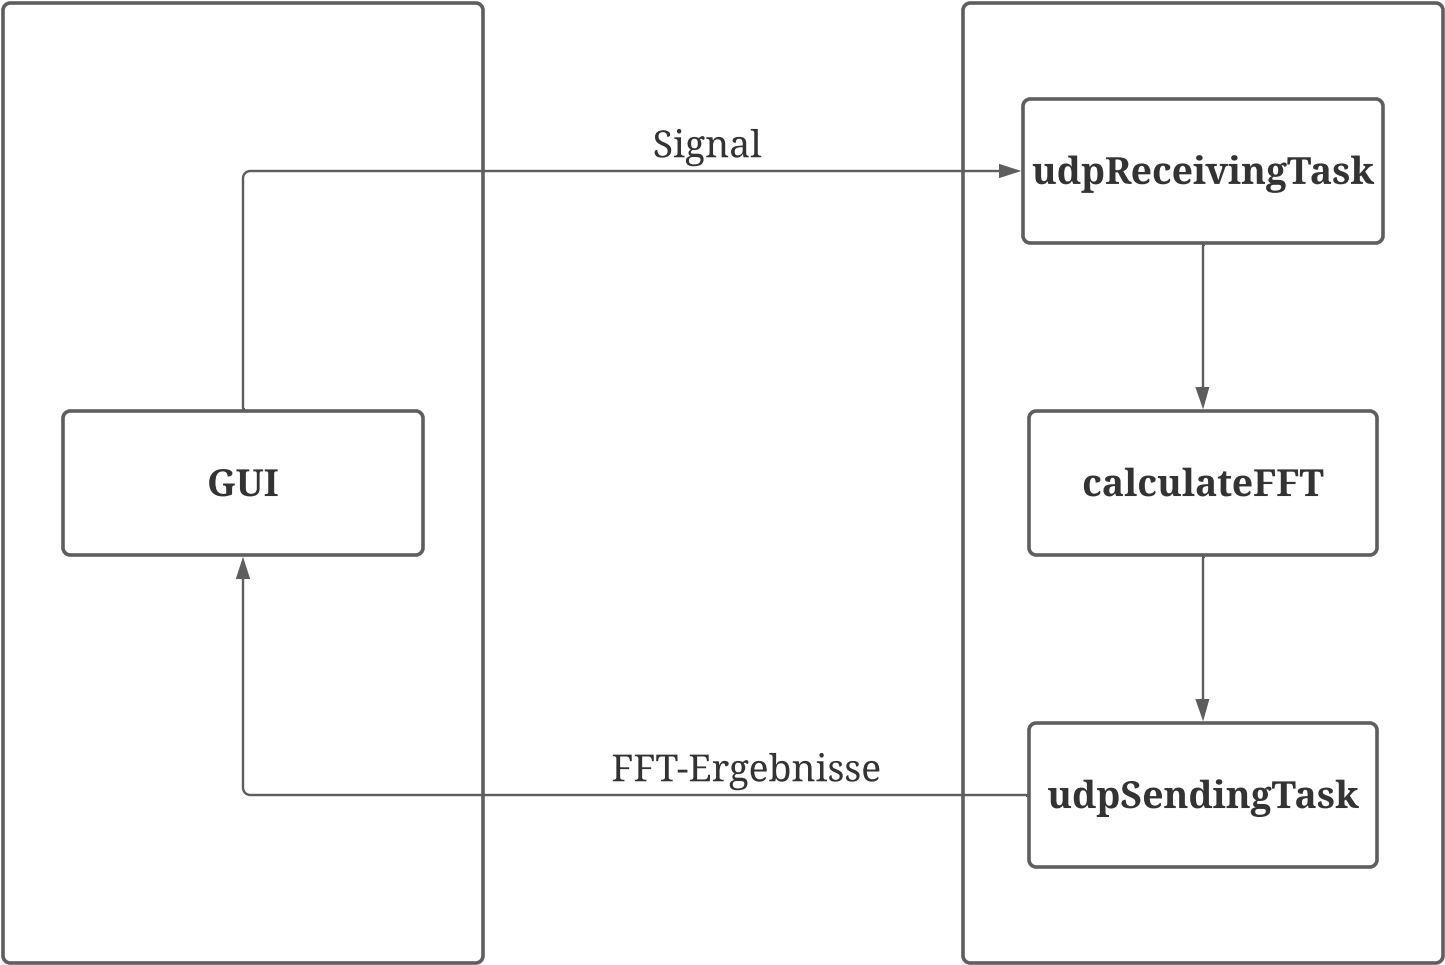 Signal
udpReceivingTask
GUI
calculateFFT
FFT-Ergebnisse
udpSendingTask